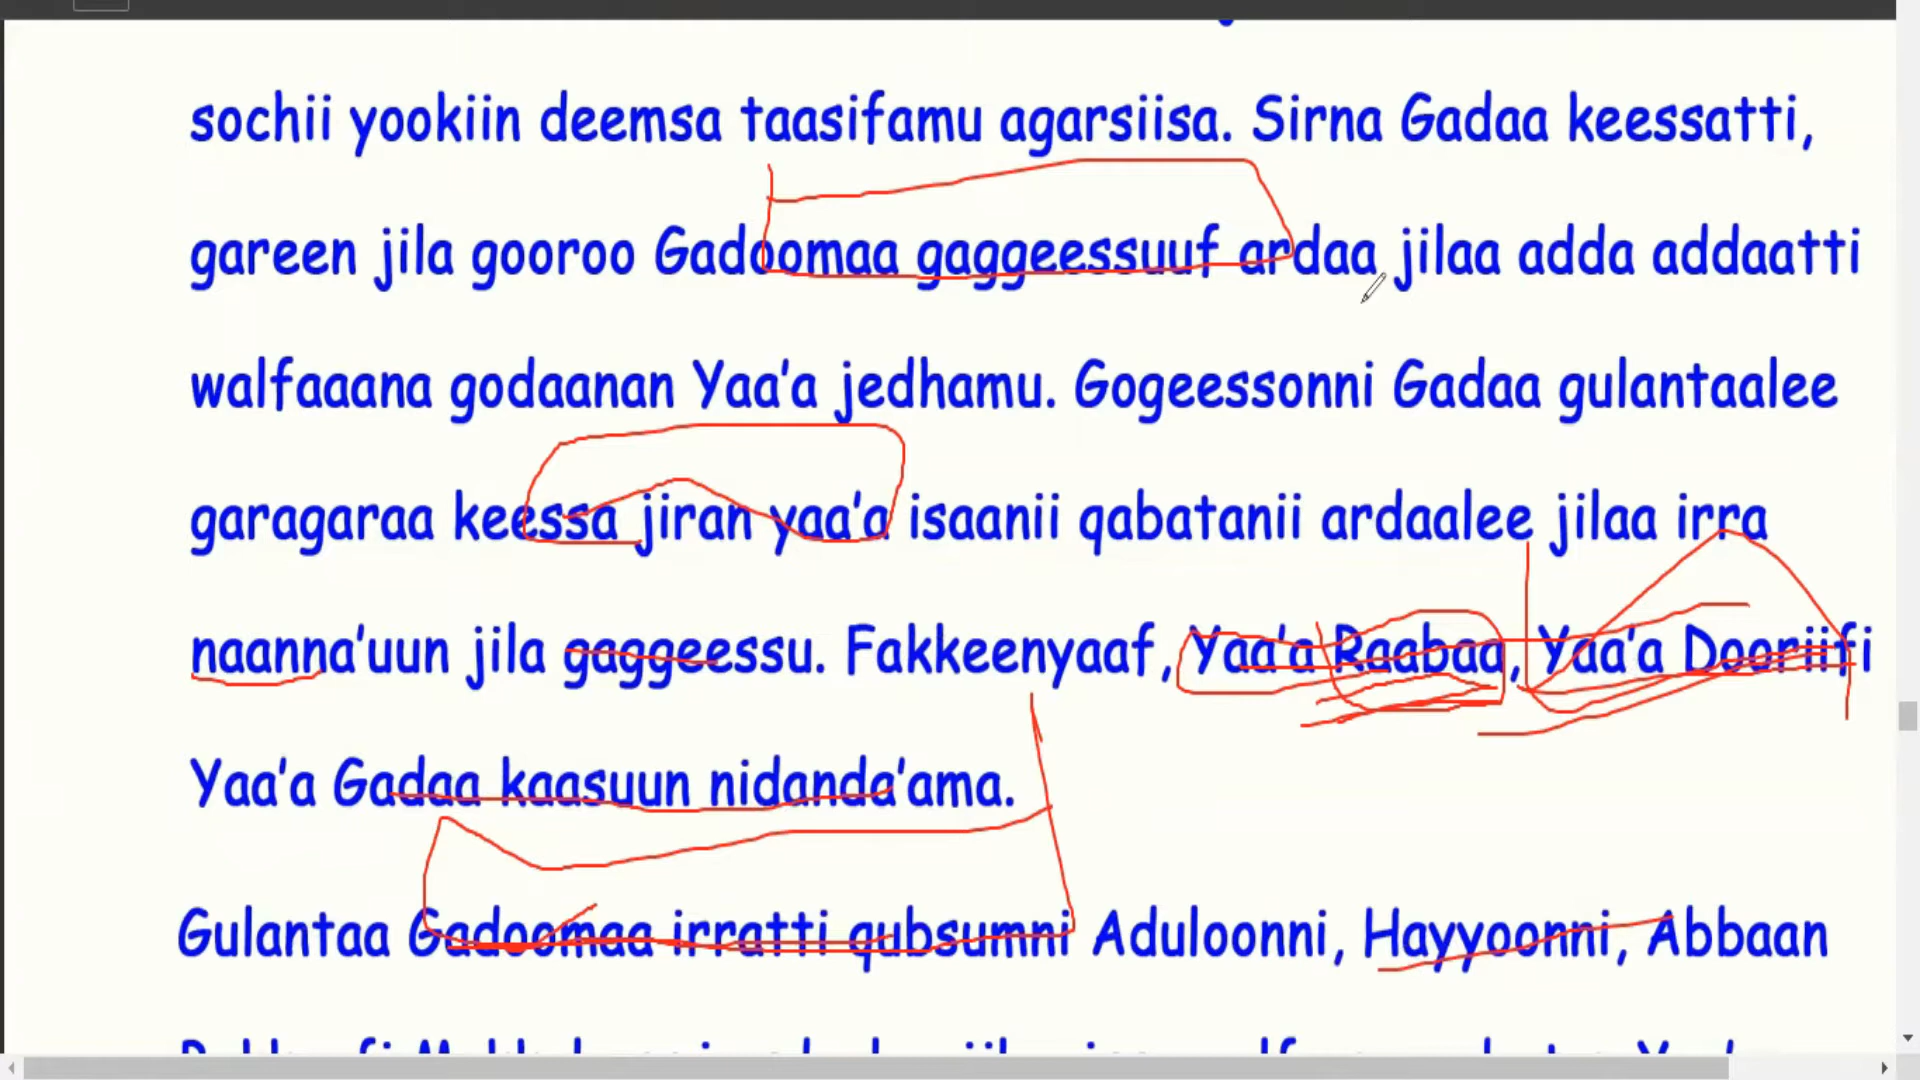 sochii yookiin deemsa taasifamu agarsiisa. Sirna Gadaa keessatti,
gareen jila gooroo Gadoomaa gaggeessuuf ardaa jilaa adda addaatti
walfaaana godaanan Yaa'a jedhamu. Gogeessonni Gadaa gulantaalee
garagaraa keessa jiran yaa'a isaanii qabatanii ardaalee jilaa irra
naanna'uun jila gaggeessu. Fakkeenyaaf, Yaa'a Raabaa, Yaa'a Dooriifi
Yaa'a Gadaa kaasuun nidanda'ama.
Gulantaa Gadoomaa irratti qubsumni Aduloonni, Hayyoonni, Abbaan